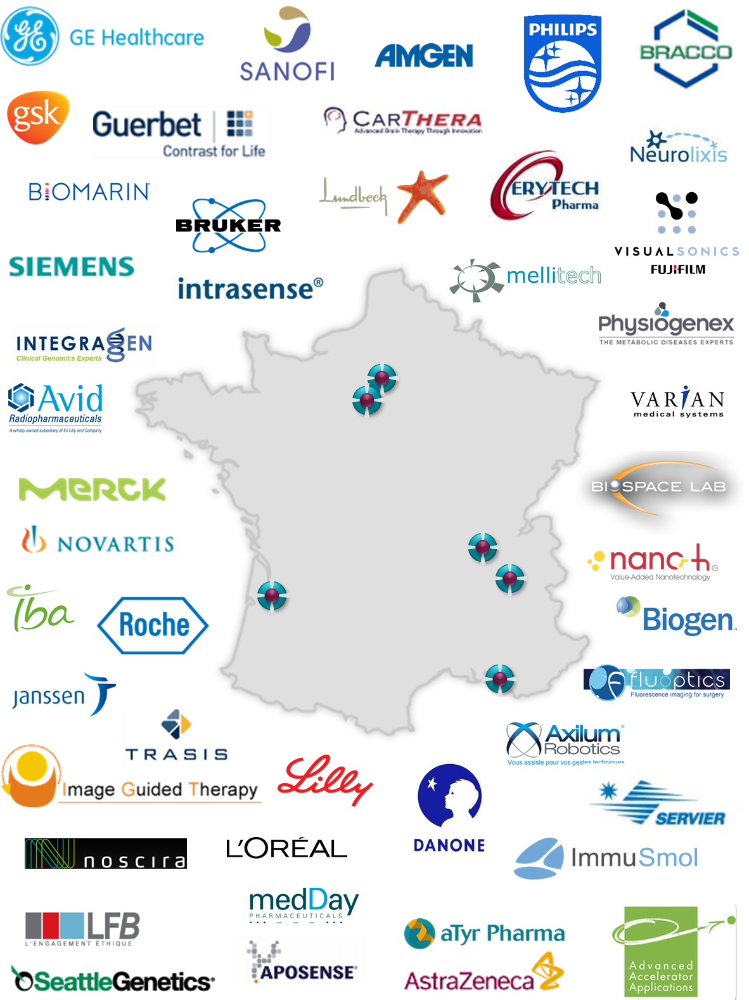 GE Healthcare
SANOFI
AMGEN
PHILIPS
BRACCO
gsk
Guerbet
Contrast for Life
CARTHERA
Advanced Brain Therapy Through Innovation
Neurolixis
BIOMARIN
BRUKER
Lundbeck
ERYTECH
Pharma
VISUALSONICS
FUJIFILM
SIEMENS
intrasense®
mellitech
Physiogenex
THE METABOLIC DISEASES EXPERTS
INTEGRAGEN
Clinical Genomics Experts
Avid
Radiopharmaceuticals
A wholly owned subsidiary of Eli Lilly and Company
VARIAN
medical systems
MERCK
BIOSPACE LAB
NOVARTIS
nano-h®
Value-Added Nanotechnology
iba
Roche
Biogen™
janssen
fluoptics
Fluorescence imaging for surgery
TRASIS
Axilum®
Robotics
Vous assiste pour vos gestes techniques
Image Guided Therapy
Lilly
DANONE
SERVIER
noscira
L'ORÉAL
ImmuSmol
medDay
PHARMACEUTICALS
LFB
L'ENGAGEMENT ÉTHIQUE
aTyr Pharma
APOSENSE
SeattleGenetics
AstraZeneca
Advanced
Accelerator
Applications